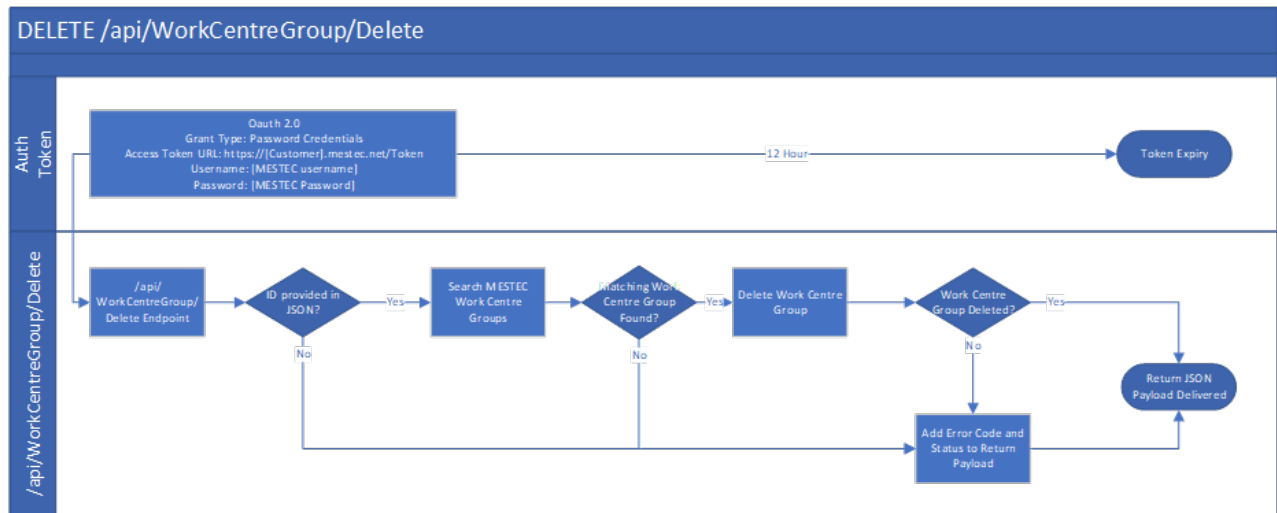 DELETE /api/WorkCentreGroup/Delete
Auth
Token
Oauth 2.0
Grant Type: Password Credentials
Access Token URL: https://[Customer].mestec.net/Token
Username: [MESTEC username]
Password: [MESTEC Password]
12 Hour
Token Expiry
/api/WorkCentreGroup/Delete
/api/
WorkCentreGroup/
Delete Endpoint
ID provided in
JSON?
Yes
No
Search MESTEC
Work Centre
Groups
Matching Work
Centre Group
Found?
Yes
No
Delete Work Centre
Group
Work Centre
Group Deleted?
Yes
No
Return JSON
Payload Delivered
Add Error Code and
Status to Return
Payload